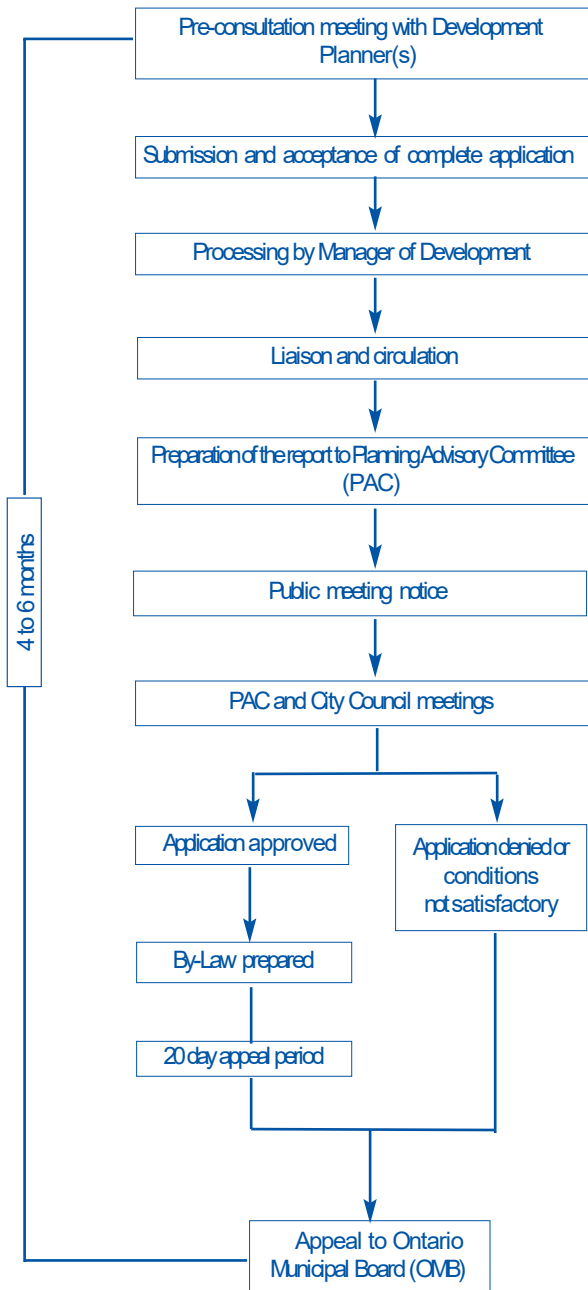 Pre-consultation meeting with Development
Planner(s)
Submission and acceptance of complete application
Processing by Manager of Development
Liaison and circulation
Preparation of the report to Planning Advisory Committee
(PAC)
4 to 6 months
Public meeting notice
PAC and City Council meetings
Application approved
Application denied or
conditions
not satisfactory
By-Law prepared
20 day appeal period
Appeal to Ontario
Municipal Board (OMB)